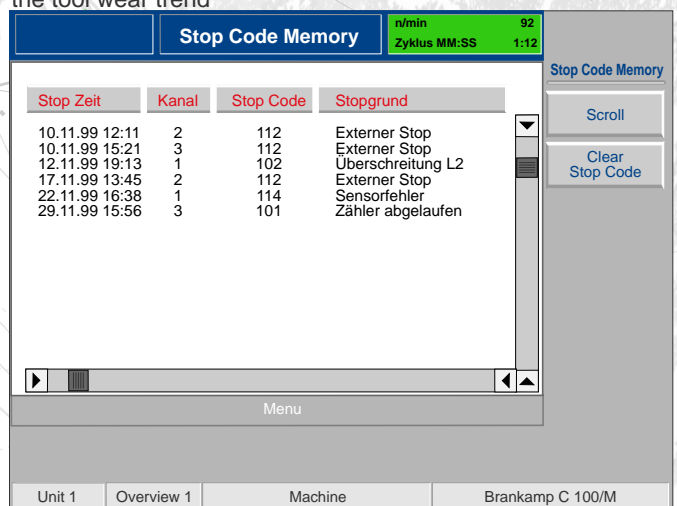 the tool wear trend
Stop Code Memory
n/min 92
Zyklus MM:SS 1:12
Stop Code Memory
Scroll
Clear
Stop Code
Stop Zeit Kanal Stop Code Stopgrund
10.11.99 12:11 2 112 Externer Stop
10.11.99 15:21 3 112 Externer Stop
12.11.99 19:13 1 102 Überschreitung L2
17.11.99 13:45 2 112 Externer Stop
22.11.99 16:38 1 114 Sensorfehler
29.11.99 15:56 3 101 Zähler abgelaufen
Menu
Unit 1 Overview 1 Machine Brankamp C 100/M